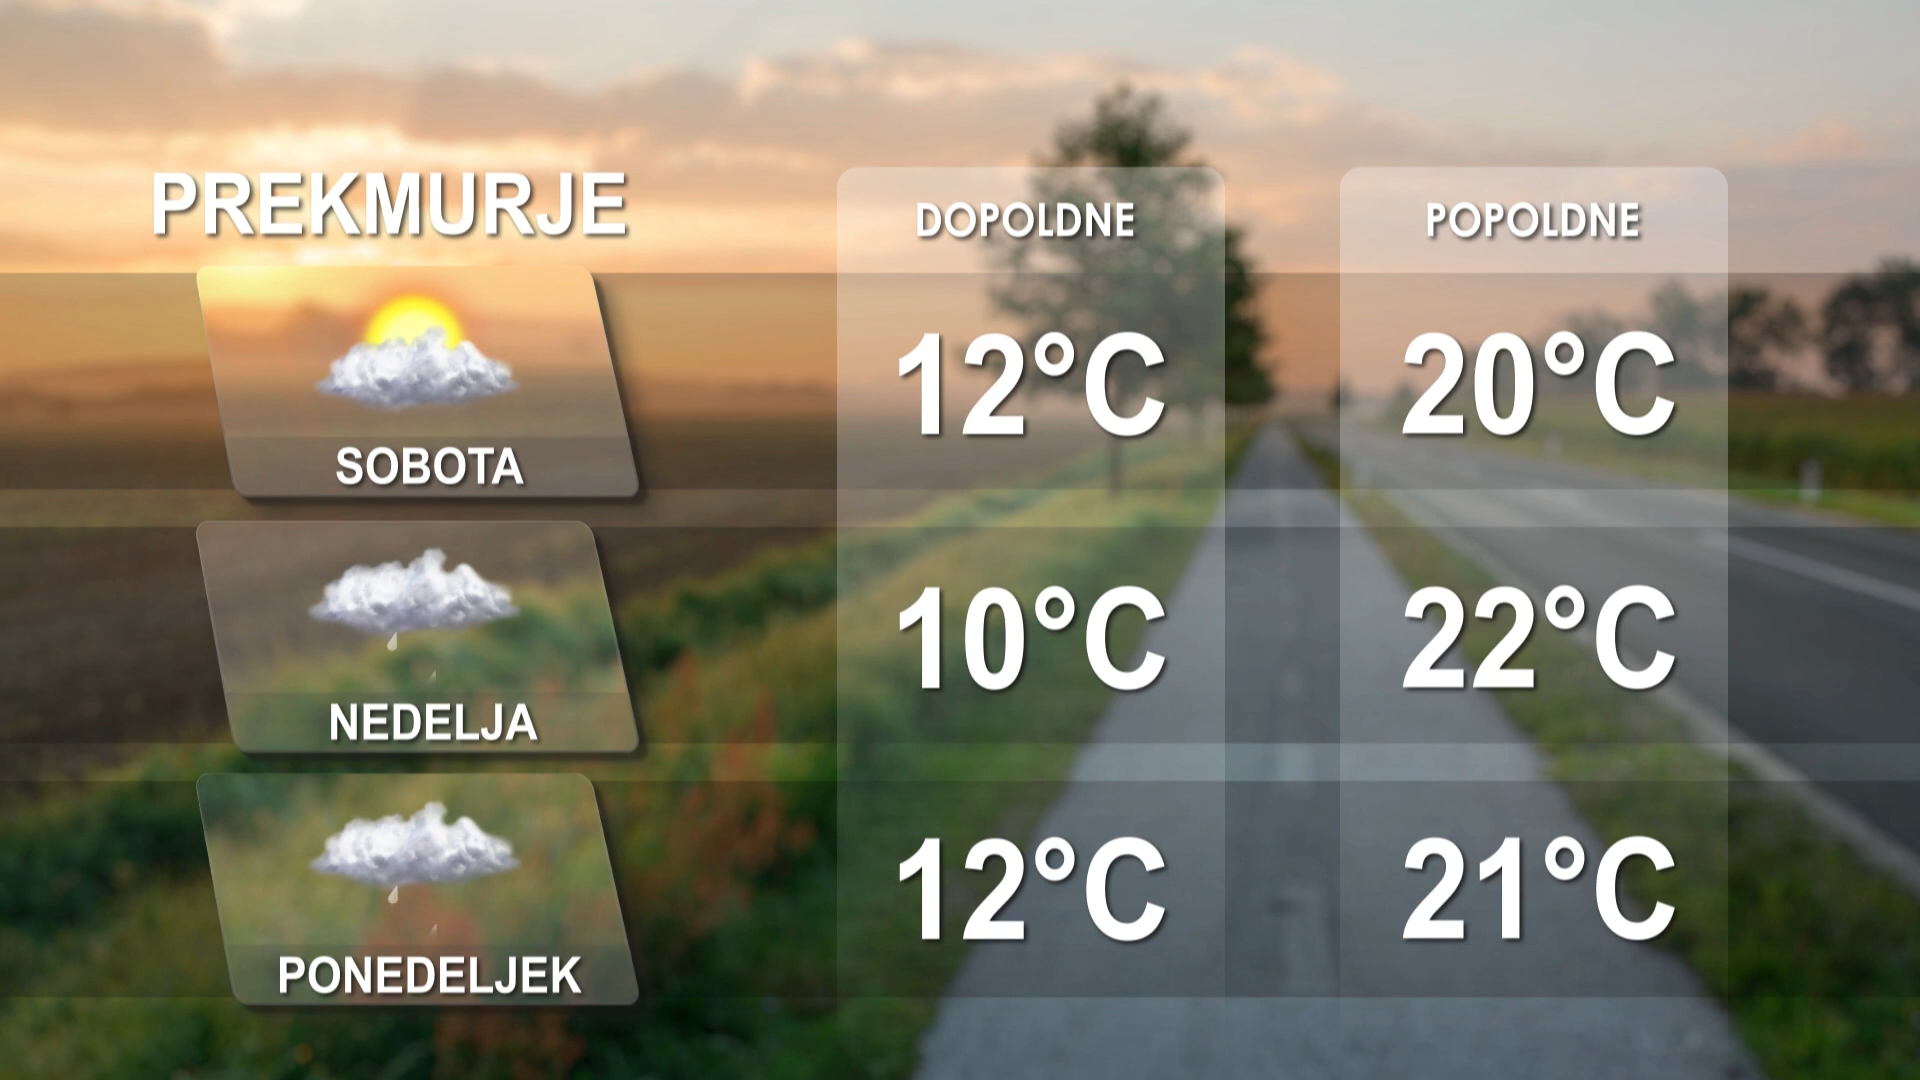 PREKMURJE
DOPOLDNE
POPOLDNE
SOBOTA
12°C
20°C
NEDELJA
10°C
22°C
PONEDELJEK
12°C
21°C